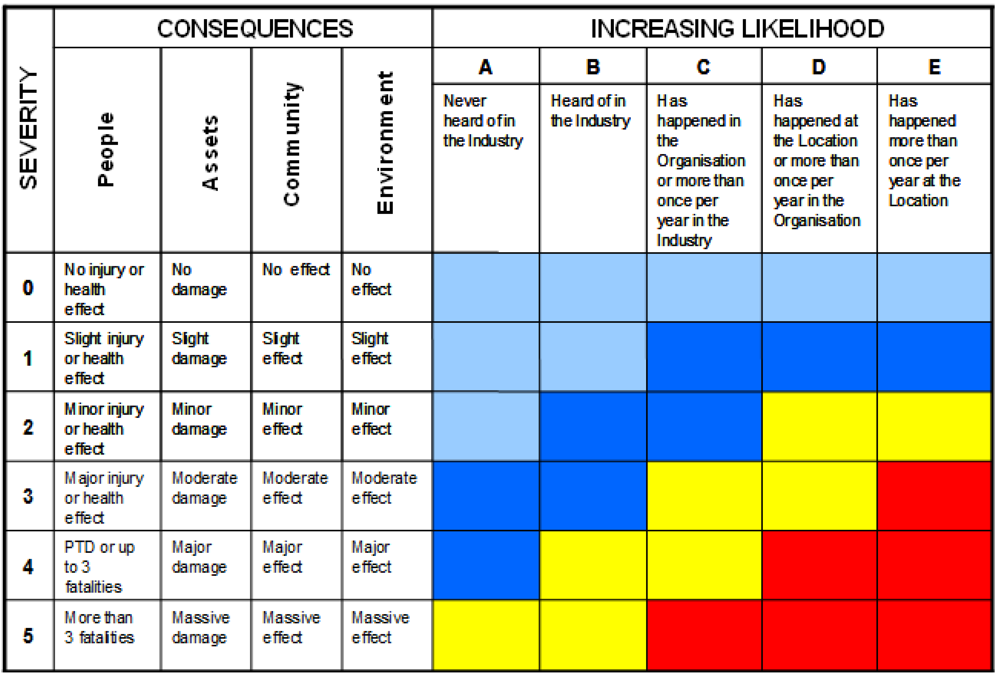 CONSEQUENCES
INCREASING LIKELIHOOD
SEVERITY
People
Assets
Community
Environment
A
B
C
D
E
Never
heard of in
the Industry
Heard of in
the Industry
Has
happened in
the
Organisation
or more than
once per
year in the
Industry
Has
happened at
the Location
or more than
once per
year in the
Organisation
Has
happened
more than
once per
year at the
Location
0
No injury or
health
effect
No
damage
No effect
No
effect
1
Slight injury
or health
effect
Slight
damage
Slight
effect
Slight
effect
2
Minor injury
or health
effect
Minor
damage
Minor
effect
Minor
effect
3
Major injury
or health
effect
Moderate
damage
Moderate
effect
Moderate
effect
4
PTD or up
to 3
fatalities
Major
damage
Major
effect
Major
effect
5
More than
3 fatalities
Massive
damage
Massive
effect
Massive
effect